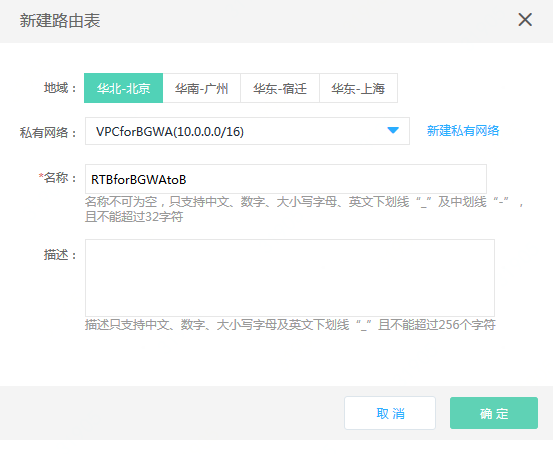 新建路由表
地域： 华北-北京 华南-广州 华东-宿迁 华东-上海
私有网络： VPCforBGWA(10.0.0.0/16) 新建私有网络
*名称： RTBforBGWAtoB
名称不可为空，只支持中文、数字、大小写字母、英文下划线“_”及中划线“-”，
且不能超过32字符
描述：
描述只支持中文、数字、大小写字母及英文下划线“_”且不能超过256个字符
取 消 确 定